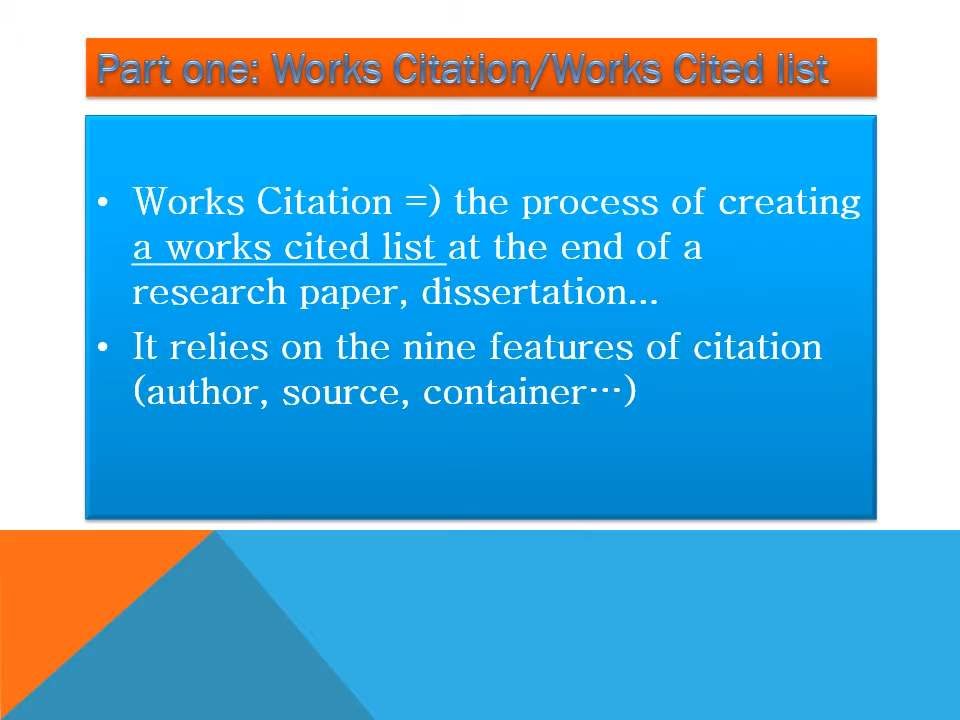 Part one: Works Citation/Works Cited list
• Works Citation =) the process of creating
a works cited list at the end of a
research paper, dissertation...
• It relies on the nine features of citation
(author, source, container…)